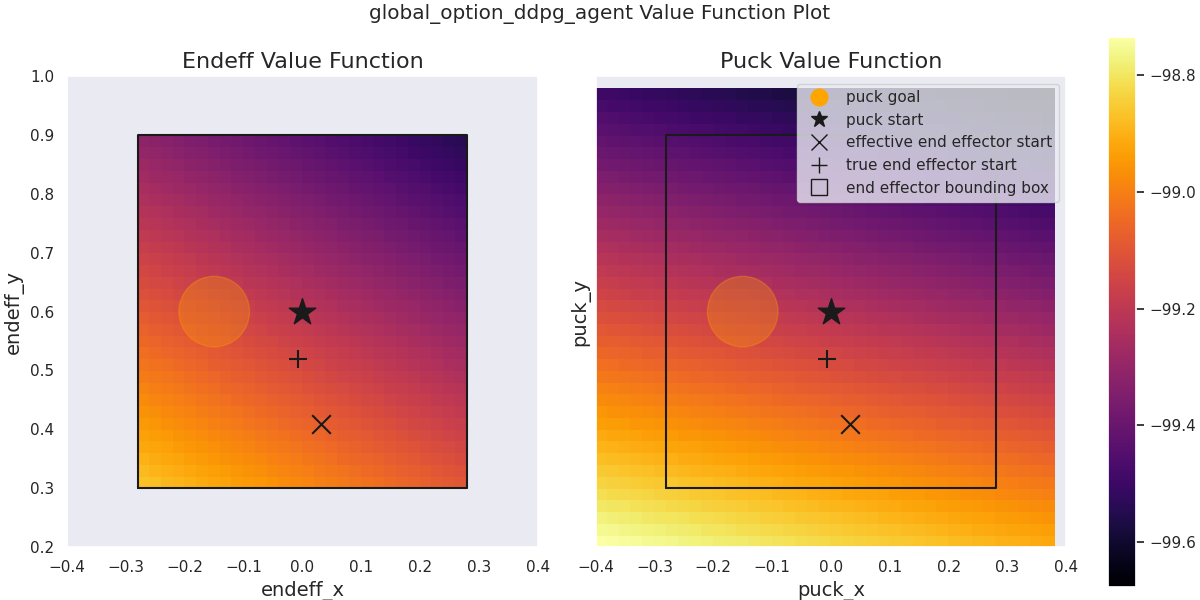 global_option_ddpg_agent Value Function Plot
Endeff Value Function
endeff_y
1.0
0.9
0.8
0.7
0.6
0.5
0.4
0.3
0.2
−0.4 −0.3 −0.2 −0.1 0.0 0.1 0.2 0.3 0.4
endeff_x
Puck Value Function
puck_y
puck goal
puck start
effective end effector start
true end effector start
end effector bounding box
−0.4 −0.3 −0.2 −0.1 0.0 0.1 0.2 0.3 0.4
puck_x
−98.8
−99.0
−99.2
−99.4
−99.6